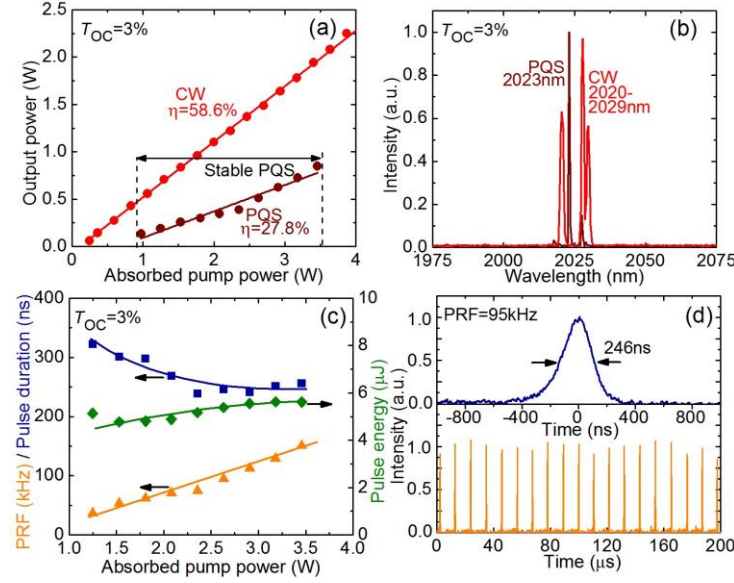 TOC=3%
(a)
2.5
2.0
1.5
1.0
0.5
0.0
Output power (W)
CW
η=58.6%
Stable PQS
PQS
η=27.8%
0 1 2 3 4
Absorbed pump power (W)
TOC=3%
(b)
1.0
0.8
0.6
0.4
0.2
0.0
Intensity (a.u.)
PQS
2023nm
CW
2020-
2029nm
1975 2000 2025 2050 2075
Wavelength (nm)
TOC=3%
(c)
400
300
200
100
0
PRF (kHz) / Pulse duration (ns)
10
8
6
4
2
0
Pulse energy (μJ)
1.0 1.5 2.0 2.5 3.0 3.5 4.0
Absorbed pump power (W)
PRF=95kHz
(d)
1.0
0.5
0.0
246ns
-800 -400 0 400 800
Time (ns)
Intensity (a.u.)
1.0
0.5
0.0
0 40 80 120 160 200
Time (μs)